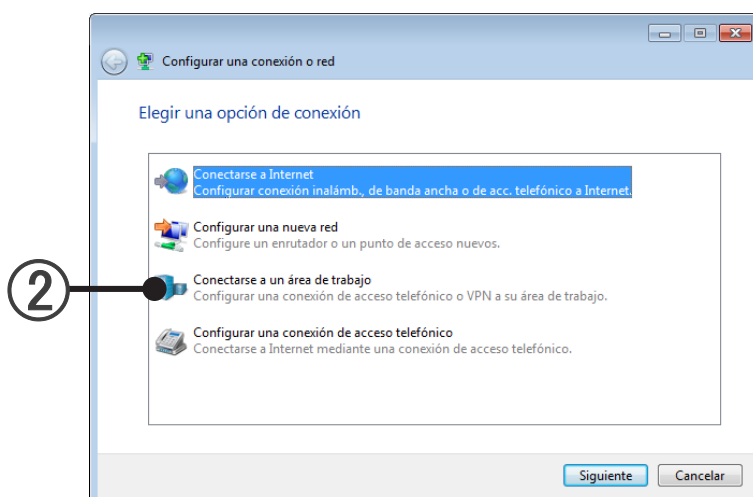 Configurar una conexión o red
Elegir una opción de conexión
Conectarse a Internet
Configurar conexión inalámb., de banda ancha o de acc. telefónico a Internet.
Configurar una nueva red
Configure un enrutador o un punto de acceso nuevos.
2
Conectarse a un área de trabajo
Configurar una conexión de acceso telefónico o VPN a su área de trabajo.
Configurar una conexión de acceso telefónico
Conectarse a Internet mediante una conexión de acceso telefónico.
Siguiente Cancelar